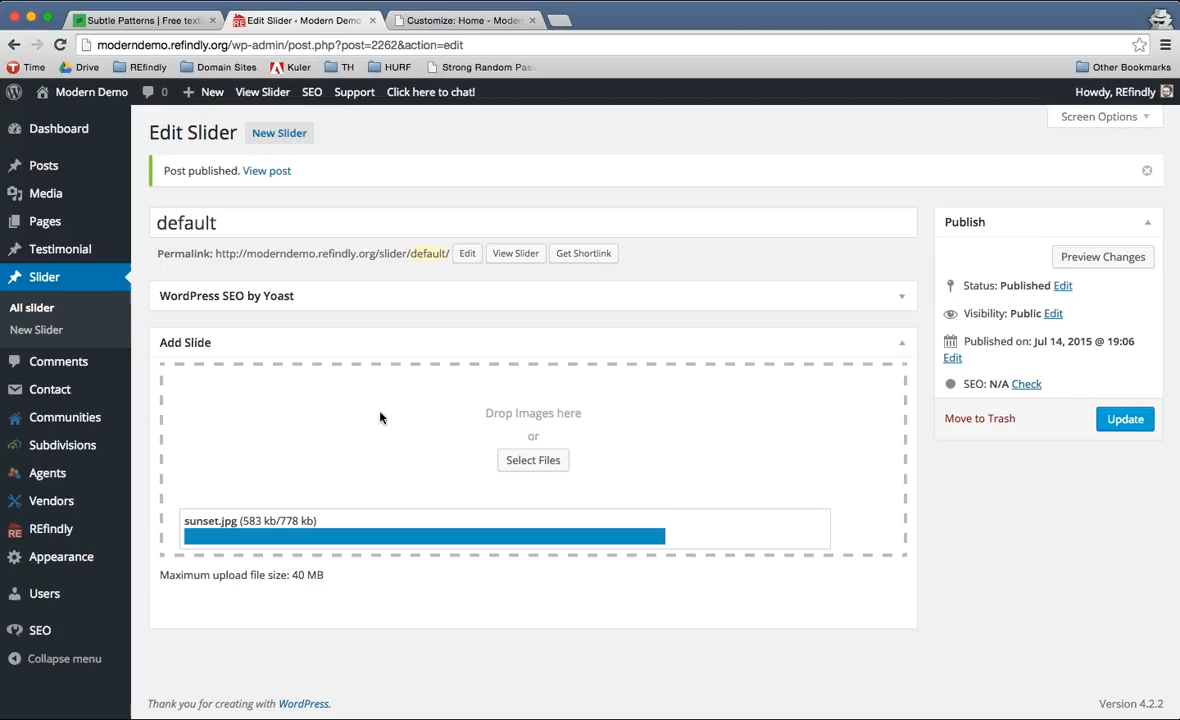 Subtle Patterns | Free text
Edit Slider ‹ Modern Demo
Customize: Home - Modern
moderndemo.refindly.org/wp-admin/post.php?post=2262&action=edit
Time
Drive
REfindly
Domain Sites
Kuler
TH
HURF
Strong Random Pas
Other Bookmarks
Modern Demo
0
New
View Slider
SEO
Support
Click here to chat!
Howdy, REfindly
Dashboard
Posts
Media
Pages
Testimonial
Slider
All slider
New Slider
Comments
Contact
Communities
Subdivisions
Agents
Vendors
REfindly
Appearance
Users
SEO
Collapse menu
Screen Options
Edit Slider
New Slider
Post published. View post
default
Permalink: http://moderndemo.refindly.org/slider/default/
Edit
View Slider
Get Shortlink
WordPress SEO by Yoast
Add Slide
Drop Images here
or
Select Files
sunset.jpg (583 kb/778 kb)
Maximum upload file size: 40 MB
Publish
Preview Changes
Status: Published Edit
Visibility: Public Edit
Published on: Jul 14, 2015 @ 19:06
Edit
SEO: N/A Check
Move to Trash
Update
Thank you for creating with WordPress.
Version 4.2.2